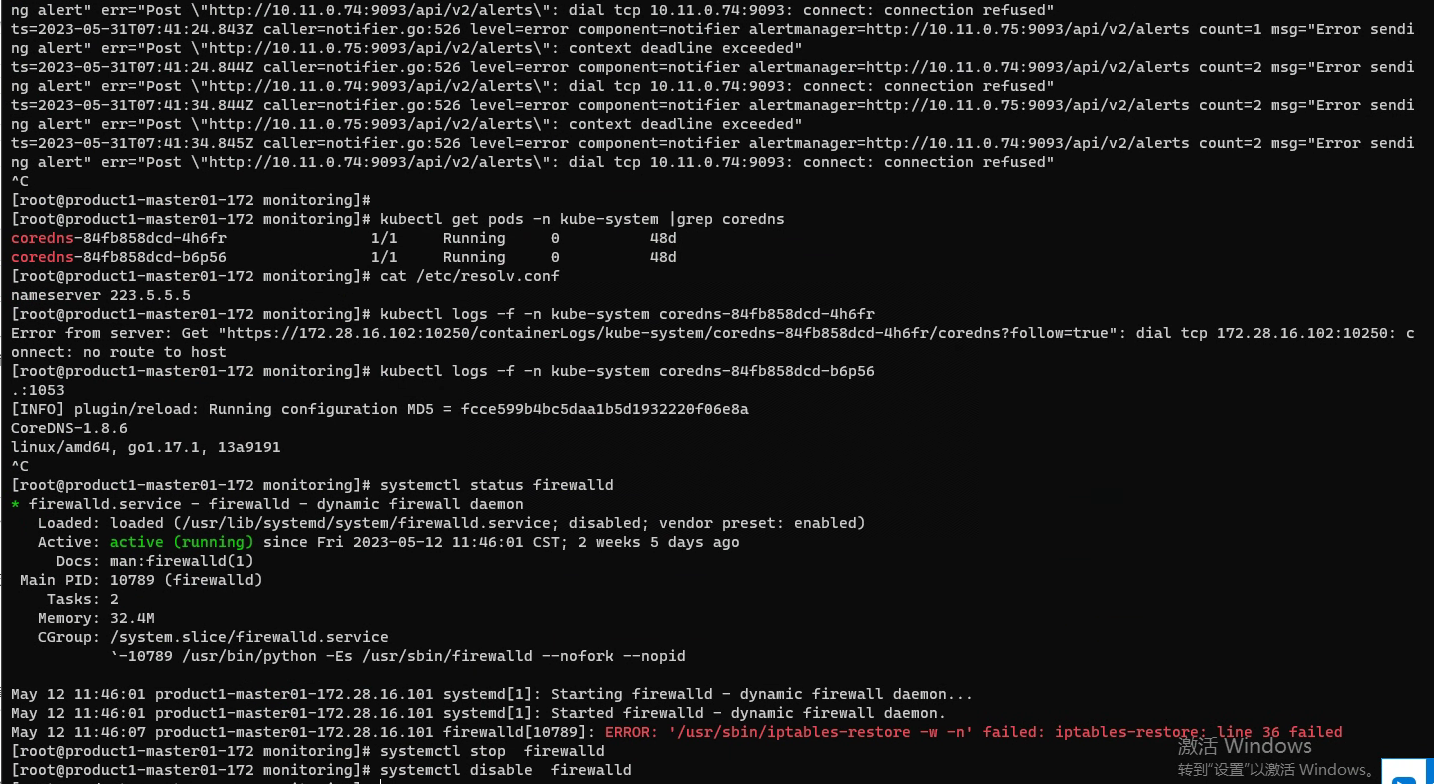 ng alert" err="Post \"http://10.11.0.74:9093/api/v2/alerts\": dial tcp 10.11.0.74:9093: connect: connection refused"
ts=2023-05-31T07:41:24.843Z caller=notifier.go:526 level=error component=notifier alertmanager=http://10.11.0.75:9093/api/v2/alerts count=1 msg="Error sendi
ng alert" err="Post \"http://10.11.0.75:9093/api/v2/alerts\": context deadline exceeded"
ts=2023-05-31T07:41:24.844Z caller=notifier.go:526 level=error component=notifier alertmanager=http://10.11.0.74:9093/api/v2/alerts count=2 msg="Error sendi
ng alert" err="Post \"http://10.11.0.74:9093/api/v2/alerts\": dial tcp 10.11.0.74:9093: connect: connection refused"
ts=2023-05-31T07:41:34.844Z caller=notifier.go:526 level=error component=notifier alertmanager=http://10.11.0.75:9093/api/v2/alerts count=2 msg="Error sendi
ng alert" err="Post \"http://10.11.0.75:9093/api/v2/alerts\": context deadline exceeded"
ts=2023-05-31T07:41:34.845Z caller=notifier.go:526 level=error component=notifier alertmanager=http://10.11.0.74:9093/api/v2/alerts count=2 msg="Error sendi
ng alert" err="Post \"http://10.11.0.74:9093/api/v2/alerts\": dial tcp 10.11.0.74:9093: connect: connection refused"
^C
[root@product1-master01-172 monitoring]#
[root@product1-master01-172 monitoring]# kubectl get pods -n kube-system |grep coredns
coredns-84fb858dcd-4h6fr 1/1 Running 0 48d
coredns-84fb858dcd-b6p56 1/1 Running 0 48d
[root@product1-master01-172 monitoring]# cat /etc/resolv.conf
nameserver 223.5.5.5
[root@product1-master01-172 monitoring]# kubectl logs -f -n kube-system coredns-84fb858dcd-4h6fr
Error from server: Get "https://172.28.16.102:10250/containerLogs/kube-system/coredns-84fb858dcd-4h6fr/coredns?follow=true": dial tcp 172.28.16.102:10250: c
onnect: no route to host
[root@product1-master01-172 monitoring]# kubectl logs -f -n kube-system coredns-84fb858dcd-b6p56
.:1053
[INFO] plugin/reload: Running configuration MD5 = fcce599b4bc5daa1b5d1932220f06e8a
CoreDNS-1.8.6
linux/amd64, go1.17.1, 13a9191
^C
[root@product1-master01-172 monitoring]# systemctl status firewalld
* firewalld.service - firewalld - dynamic firewall daemon
Loaded: loaded (/usr/lib/systemd/system/firewalld.service; disabled; vendor preset: enabled)
Active: active (running) since Fri 2023-05-12 11:46:01 CST; 2 weeks 5 days ago
Docs: man:firewalld(1)
Main PID: 10789 (firewalld)
Tasks: 2
Memory: 32.4M
CGroup: /system.slice/firewalld.service
`-10789 /usr/bin/python -Es /usr/sbin/firewalld --nofork --nopid
May 12 11:46:01 product1-master01-172.28.16.101 systemd[1]: Starting firewalld - dynamic firewall daemon...
May 12 11:46:01 product1-master01-172.28.16.101 systemd[1]: Started firewalld - dynamic firewall daemon.
May 12 11:46:07 product1-master01-172.28.16.101 firewalld[10789]: ERROR: '/usr/sbin/iptables-restore -w -n' failed: iptables-restore: line 36 failed
[root@product1-master01-172 monitoring]# systemctl stop  firewalld
激活 Windows
[root@product1-master01-172 monitoring]# systemctl disable  firewalld
转到“设置”以激活 Windows。